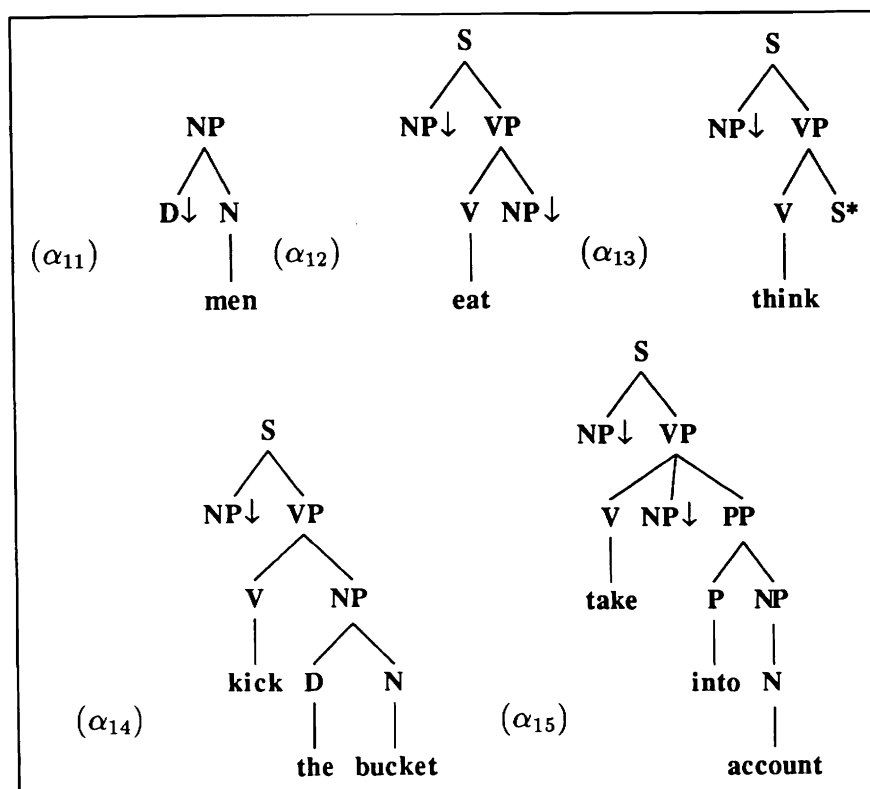 S S
NP↓ VP NP↓ VP
NP
D↓ N V NP↓ V S*
(α₁₁) (α₁₂) (α₁₃)
men eat think
S
S NP↓ VP
NP↓ VP V NP↓ PP
V NP take P NP
kick D N into N
(α₁₄) (α₁₅)
the bucket account